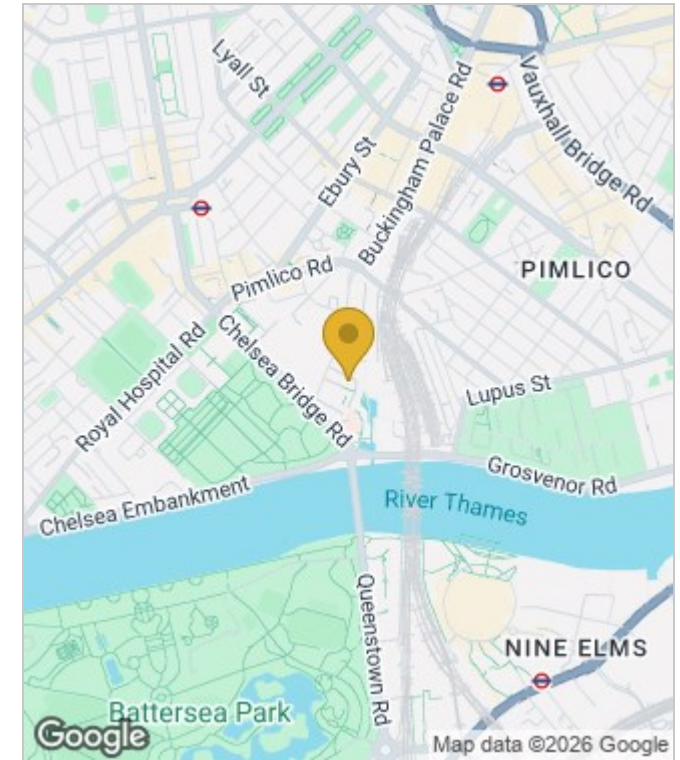 Lyall St
Buckingham Palace Rd
Vauxhall Bridge Rd
Ebury St
PIMLICO
Pimlico Rd
Royal Hospital Rd
Chelsea Bridge Rd
Lupus St
Grosvenor Rd
Chelsea Embankment
River Thames
Queenstown Rd
NINE ELMS
Battersea Park
Google
Map data ©2026 Google